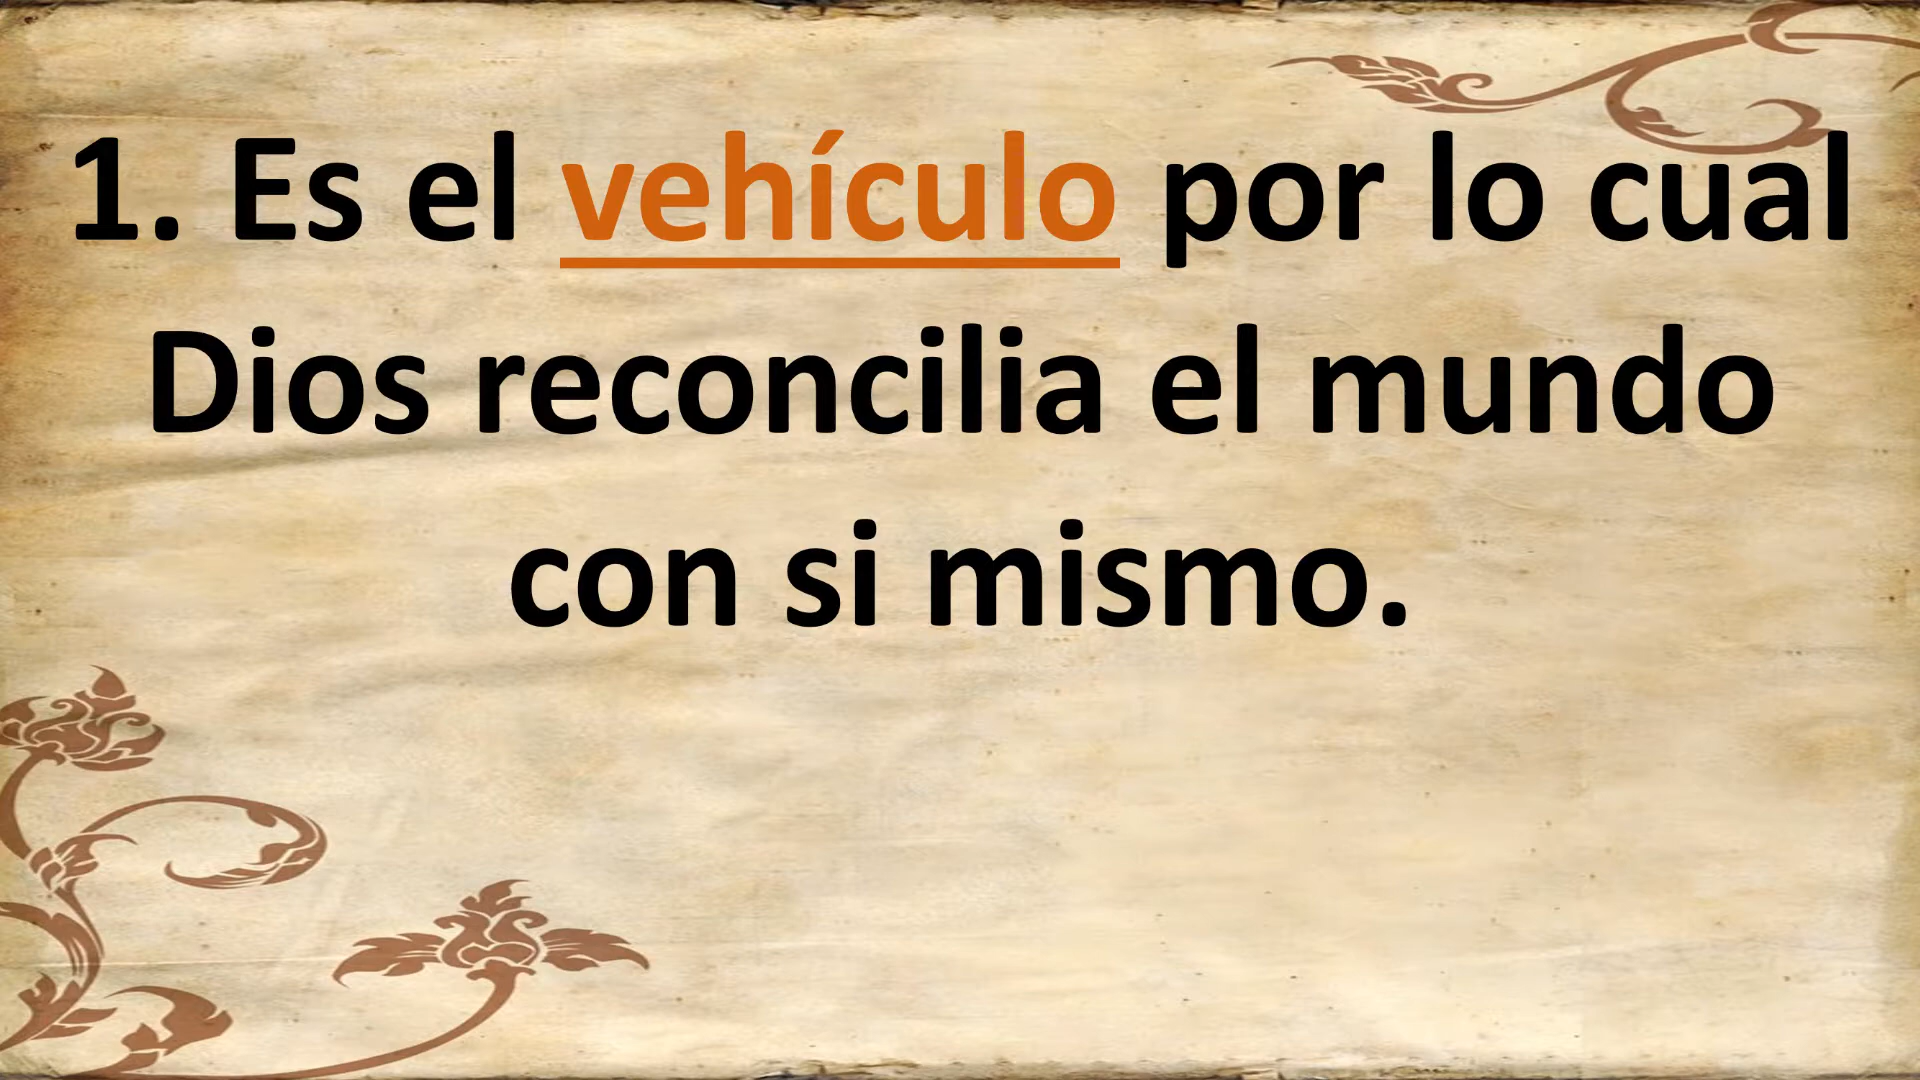 1. Es el vehículo por lo cual
Dios reconcilia el mundo
con si mismo.